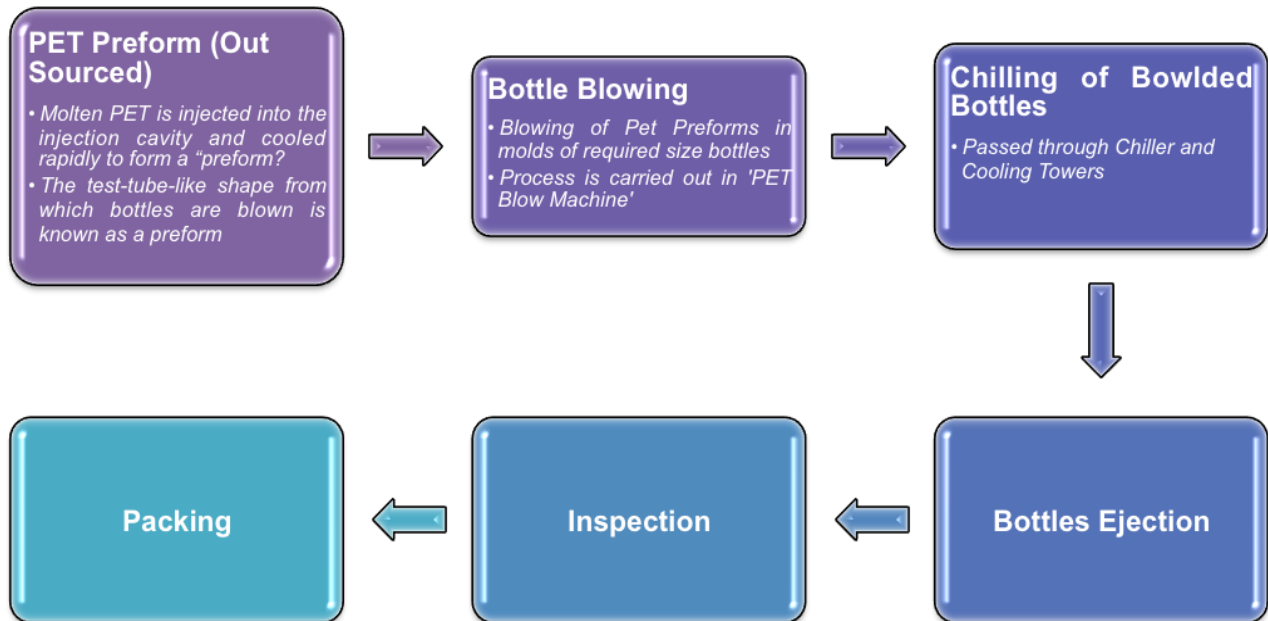 PET Preform (Out
Sourced)
• Molten PET is injected into the
injection cavity and cooled
rapidly to form a “preform?
• The test-tube-like shape from
which bottles are blown is
known as a preform
Bottle Blowing
• Blowing of Pet Preforms in
molds of required size bottles
• Process is carried out in 'PET
Blow Machine'
Chilling of Bowlded
Bottles
• Passed through Chiller and
Cooling Towers
Bottles Ejection
Inspection
Packing